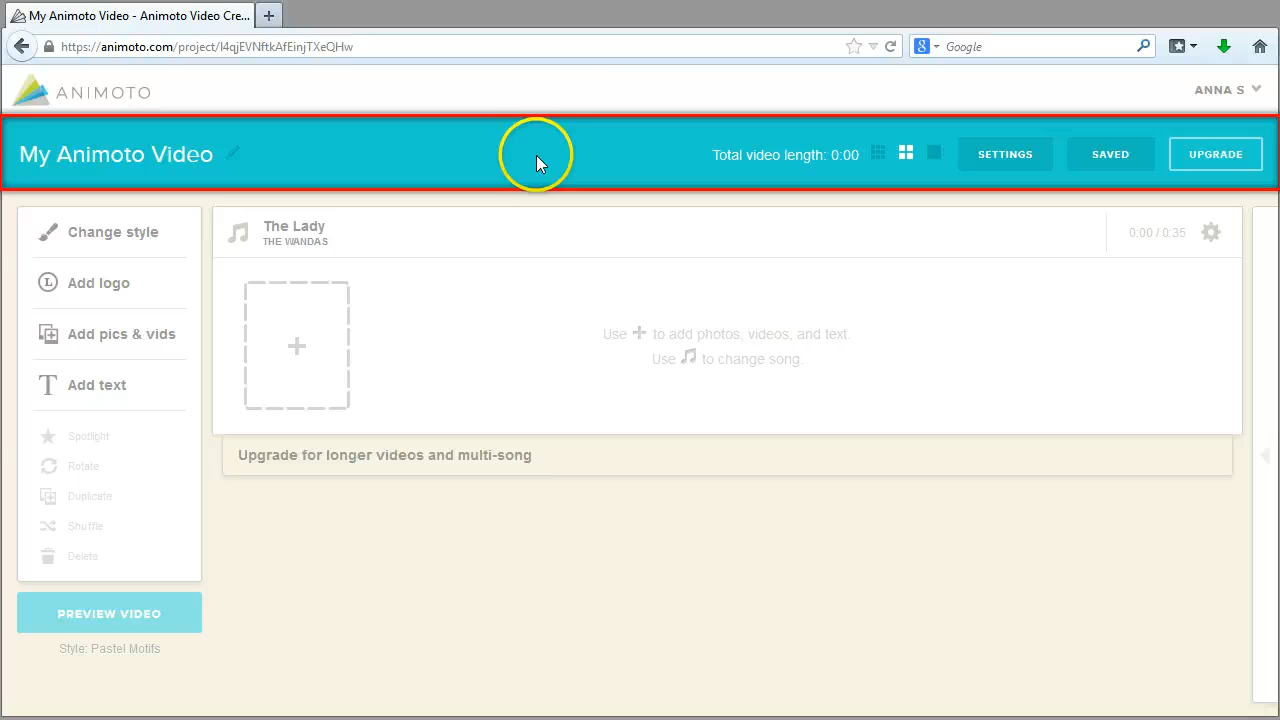 My Animoto Video - Animoto Video Cre...
https://animoto.com/project/l4qjEVNftkAfEinjTXeQHw
Google
ANIMOTO
ANNA S
My Animoto Video
Total video length: 0:00
SETTINGS
SAVED
UPGRADE
Change style
Add logo
Add pics & vids
Add text
Spotlight
Rotate
Duplicate
Shuffle
Delete
PREVIEW VIDEO
Style: Pastel Motifs
The Lady
THE WANDAS
0:00 / 0:35
Use + to add photos, videos, and text.
Use to change song.
Upgrade for longer videos and multi-song